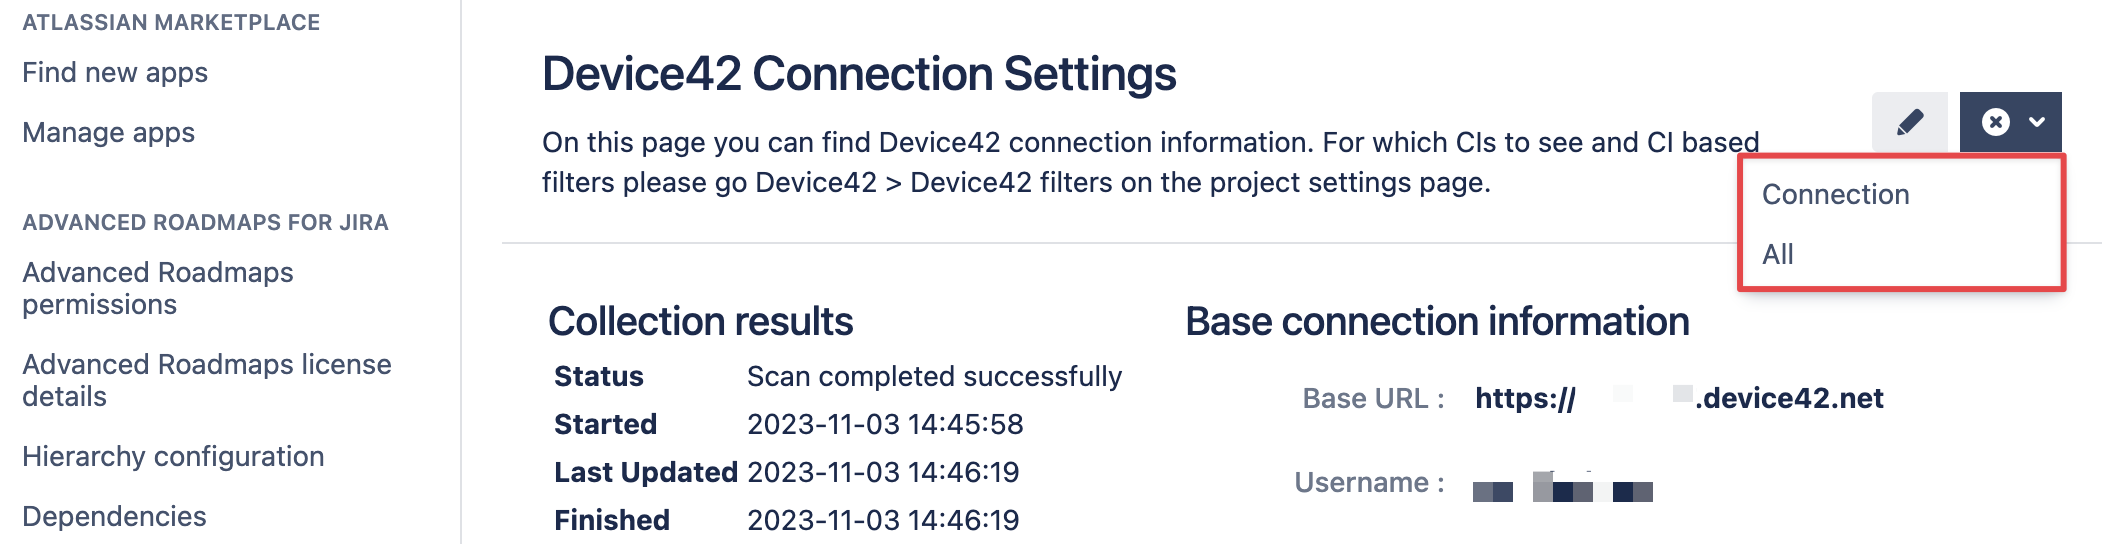 ATLASSIAN MARKETPLACE
Find new apps
Manage apps
ADVANCED ROADMAPS FOR JIRA
Advanced Roadmaps
permissions
Advanced Roadmaps license
details
Hierarchy configuration
Dependencies
Device42 Connection Settings
On this page you can find Device42 connection information. For which CIs to see and CI based
filters please go Device42 > Device42 filters on the project settings page.
Connection
All
Collection results
Status Scan completed successfully
Started 2023-11-03 14:45:58
Last Updated 2023-11-03 14:46:19
Finished 2023-11-03 14:46:19
Base connection information
Base URL : https:// .device42.net
Username :